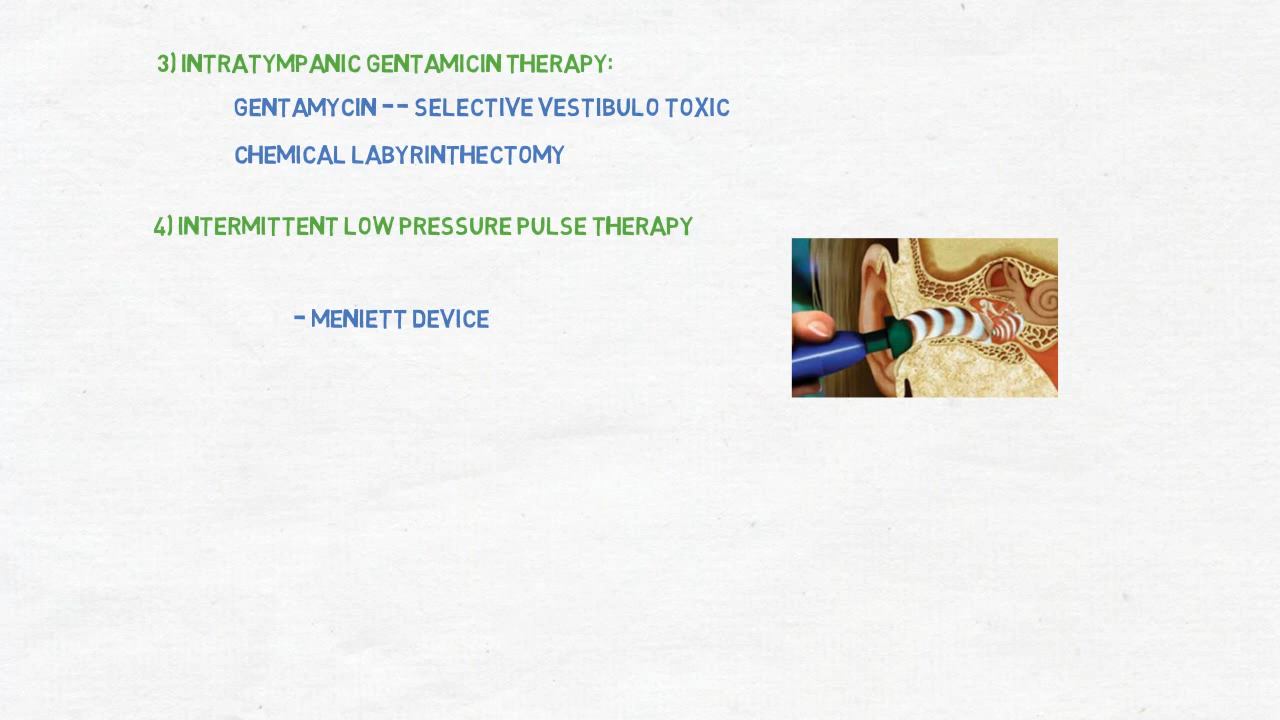 3) INTRATYMPANIC GENTAMICIN THERAPY:
GENTAMYCIN -- SELECTIVE VESTIBULO TOXIC
CHEMICAL LABYRINTHECTOMY
4) INTERMITTENT LOW PRESSURE PULSE THERAPY
- MENIETT DEVICE